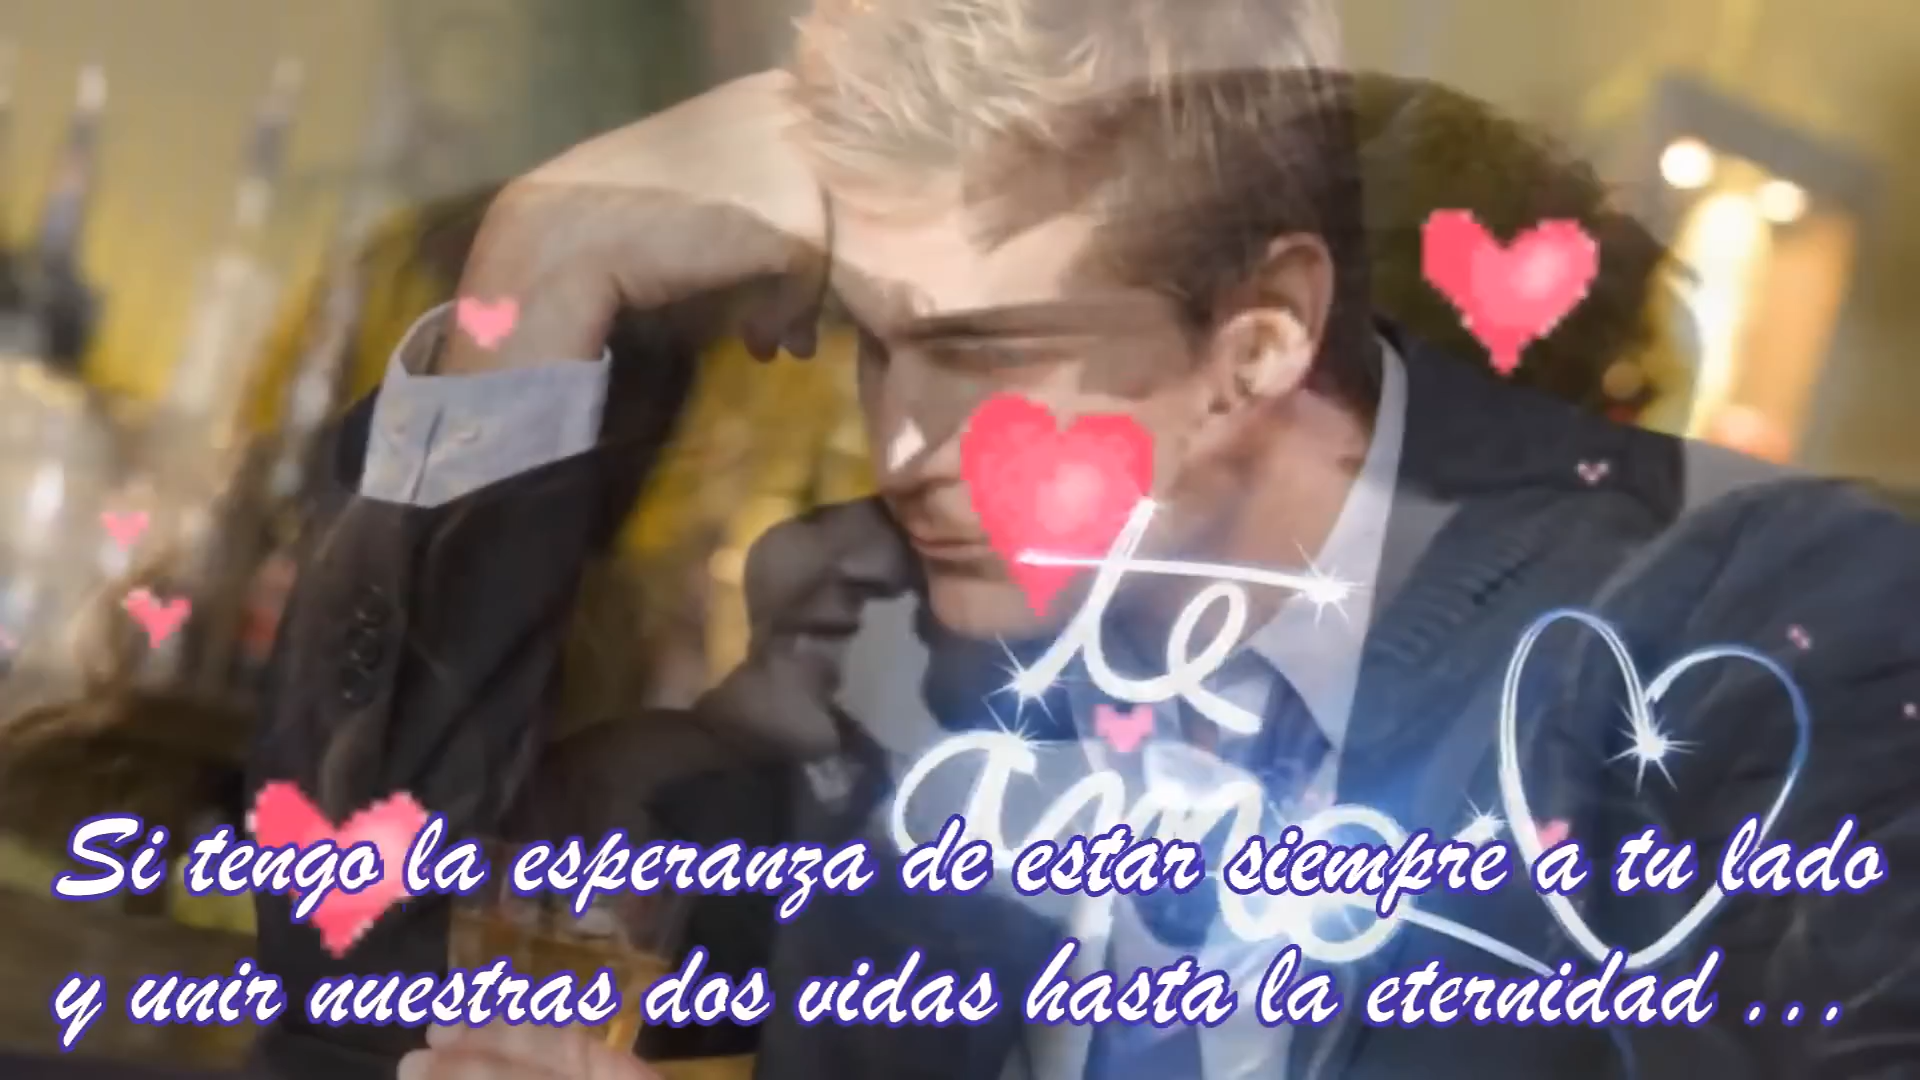 te
amo
Si tengo la esperanza de estar siempre a tu lado
y unir nuestras dos vidas hasta la eternidad ...